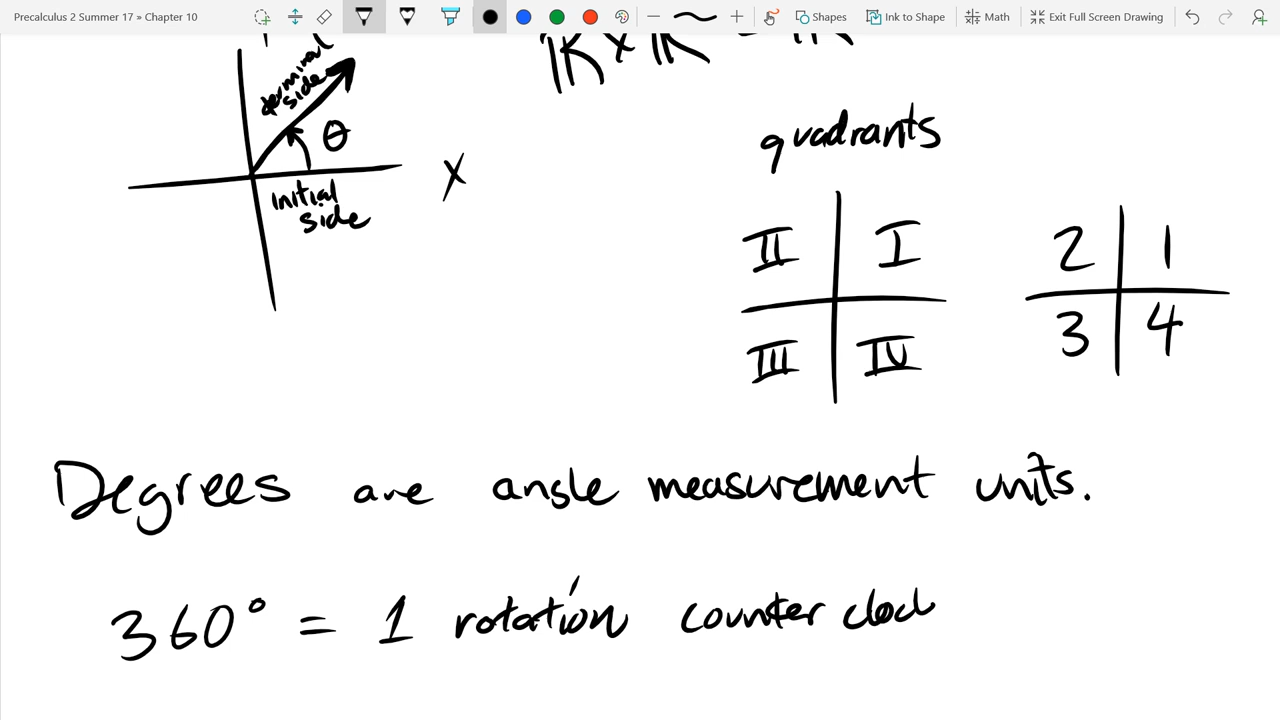 Precalculus 2 Summer 17 » Chapter 10
Shapes Ink to Shape Math Exit Full Screen Drawing
terminal
side
θ
initial
side
X
quadrants
II I
III IV
2 1
3 4
Degrees are angle measurement units.
360° = 1 rotation counter cloc